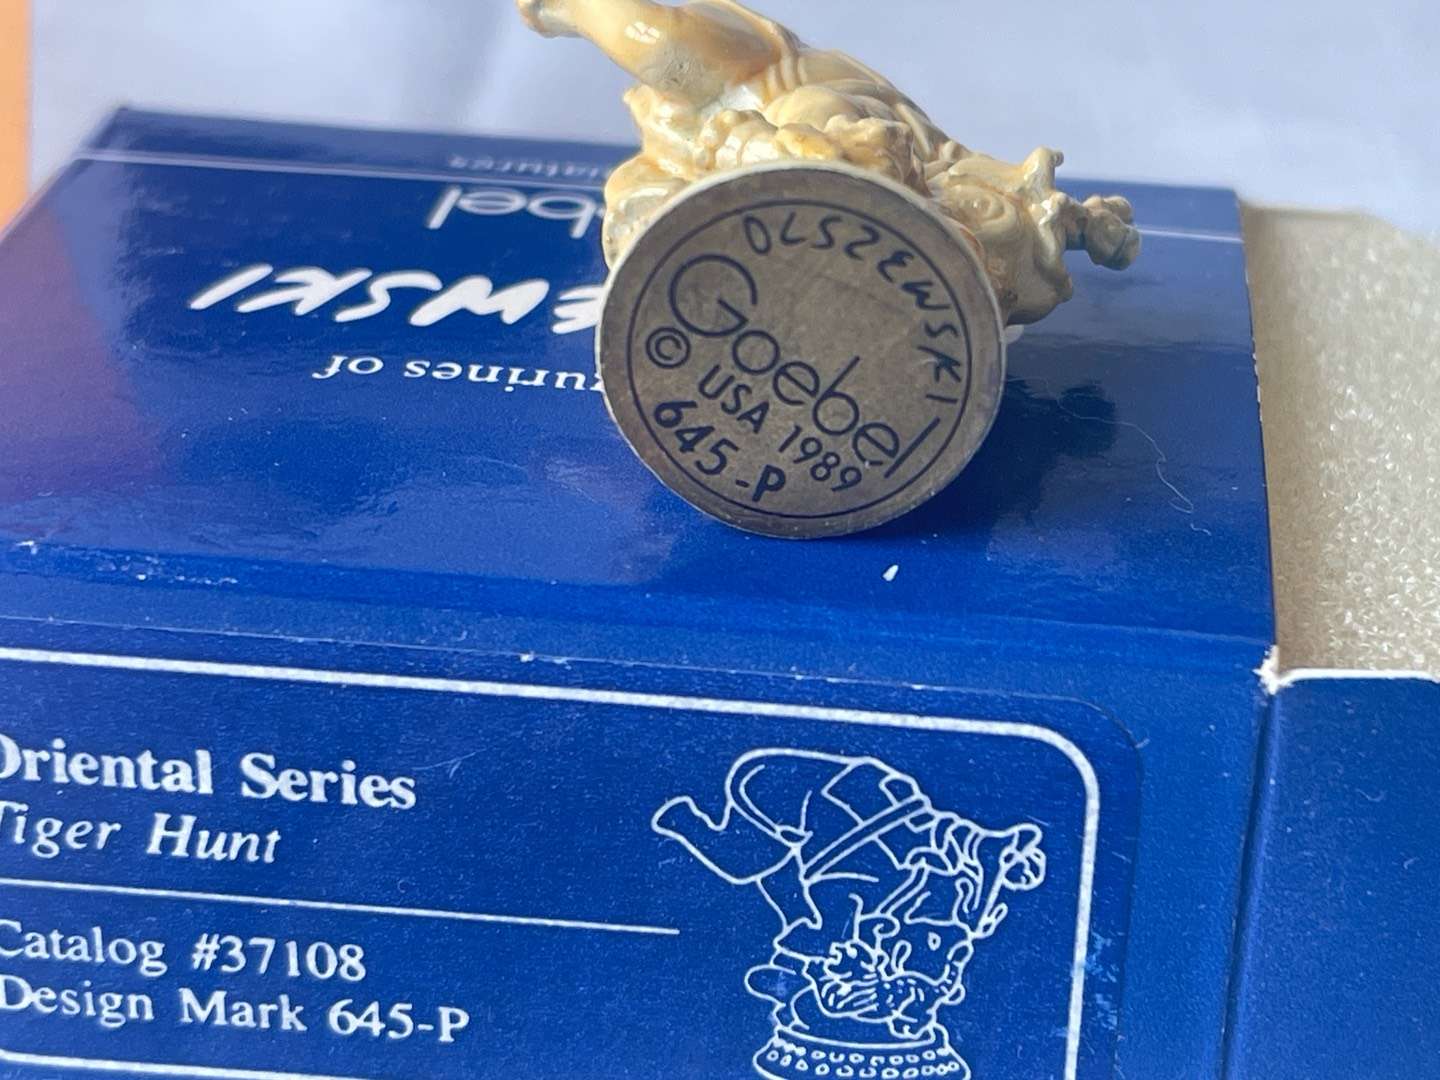 OLSZEWSKI
Goebel
© USA 1989
645-P
Oriental Series
Tiger Hunt
Catalog #37108
Design Mark 645-P